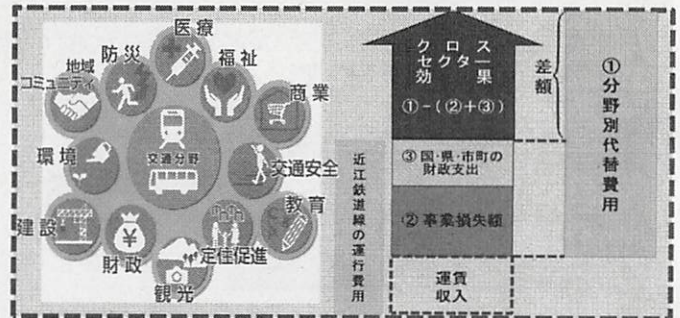 医療
防災
福祉
地域
コミュニティ
商業
環境
交通分野
交通安全
建設
教育
財政
定住促進
観光
近江鉄道線の運行費用
クロス
セクター
効果
①-(②+③)
③国・県・市町の
財政支出
②事業損失額
運賃
収入
差額
①分野別代替費用